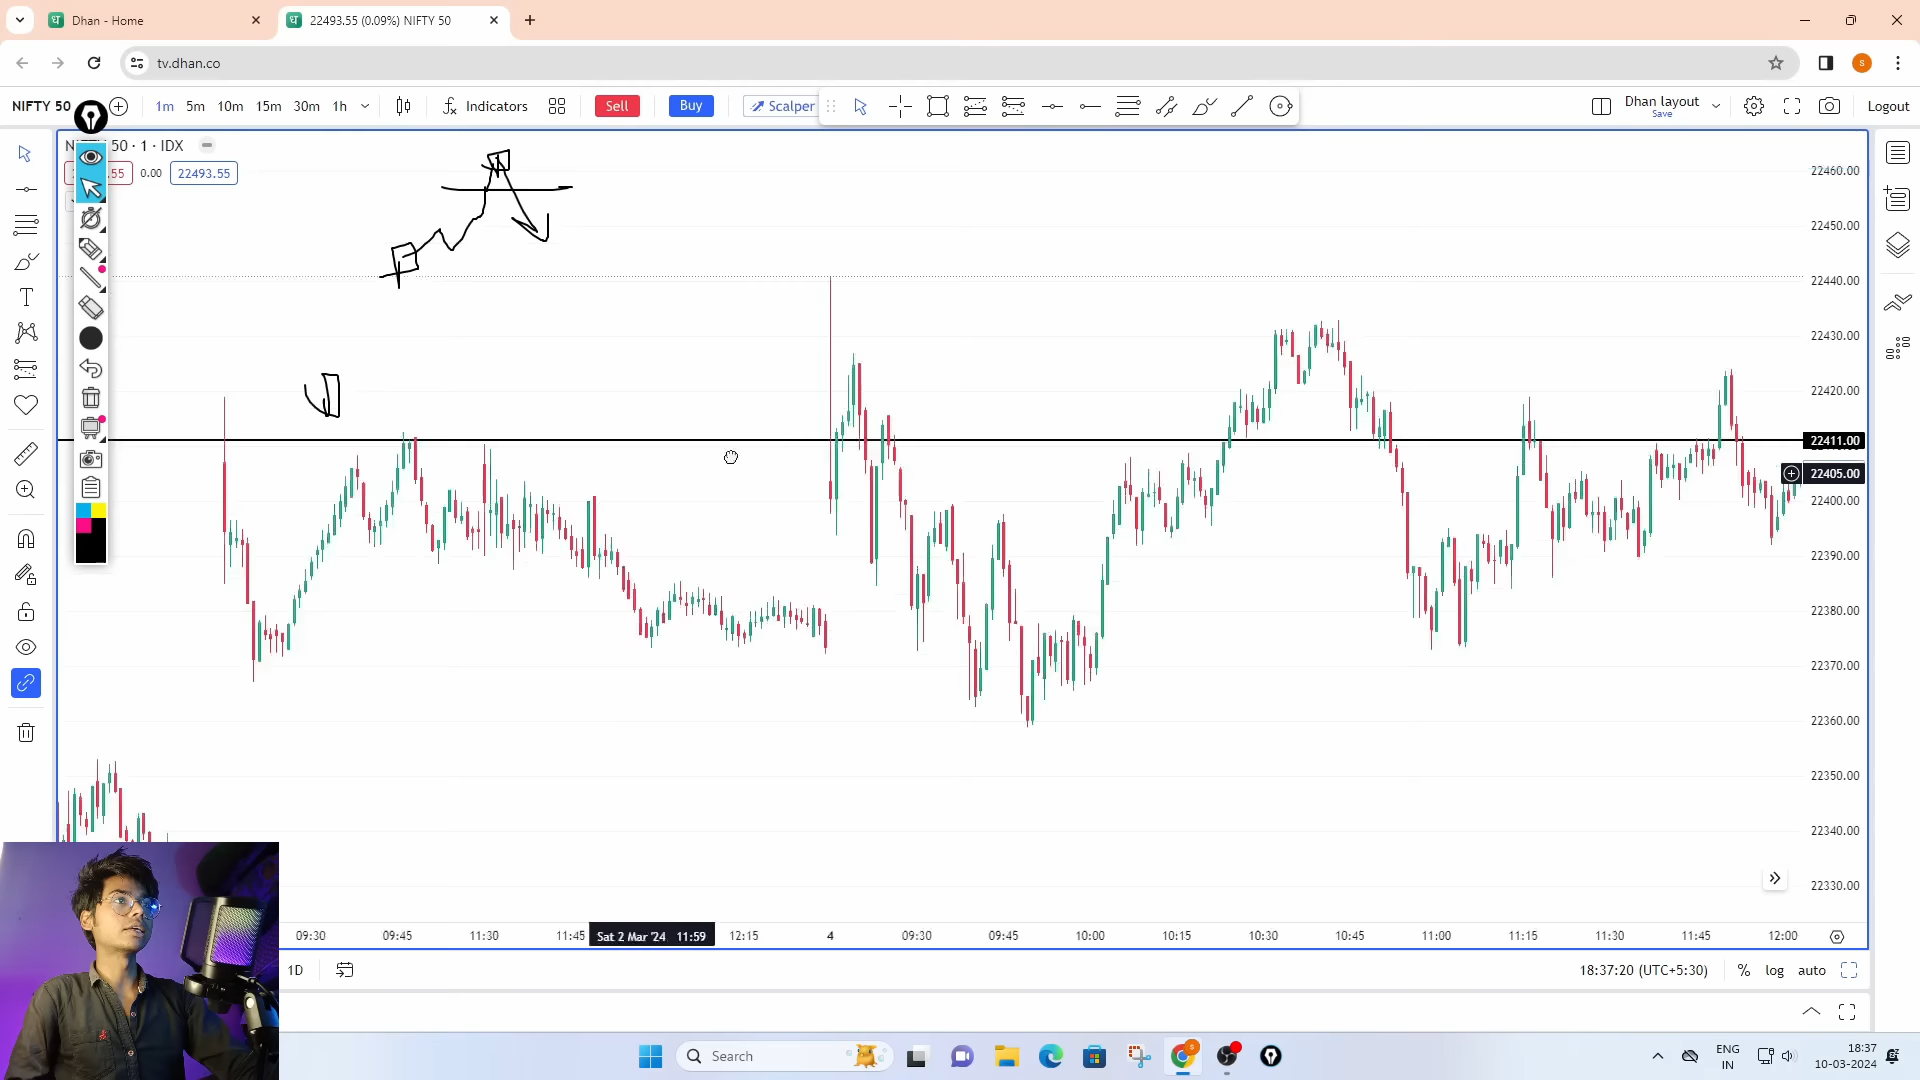 Dhan - Home
22493.55 (0.09%) NIFTY 50
tv.dhan.co
S
NIFTY 50
1m 5m 10m 15m 30m 1h
Indicators
Sell
Buy
Scalper
Dhan layout
Save
Logout
50 · 1 · IDX
.55 0.00 22493.55
22460.00
22450.00
22440.00
22430.00
22420.00
22411.00
22405.00
22400.00
22390.00
22380.00
22370.00
22360.00
22350.00
22340.00
22330.00
09:30 09:45 11:30 11:45 Sat 2 Mar '24 11:59 12:15 4 09:30 09:45 10:00 10:15 10:30 10:45 11:00 11:15 11:30 11:45 12:00
1D
18:37:20 (UTC+5:30) % log auto
Search
ENG
IN
18:37
10-03-2024